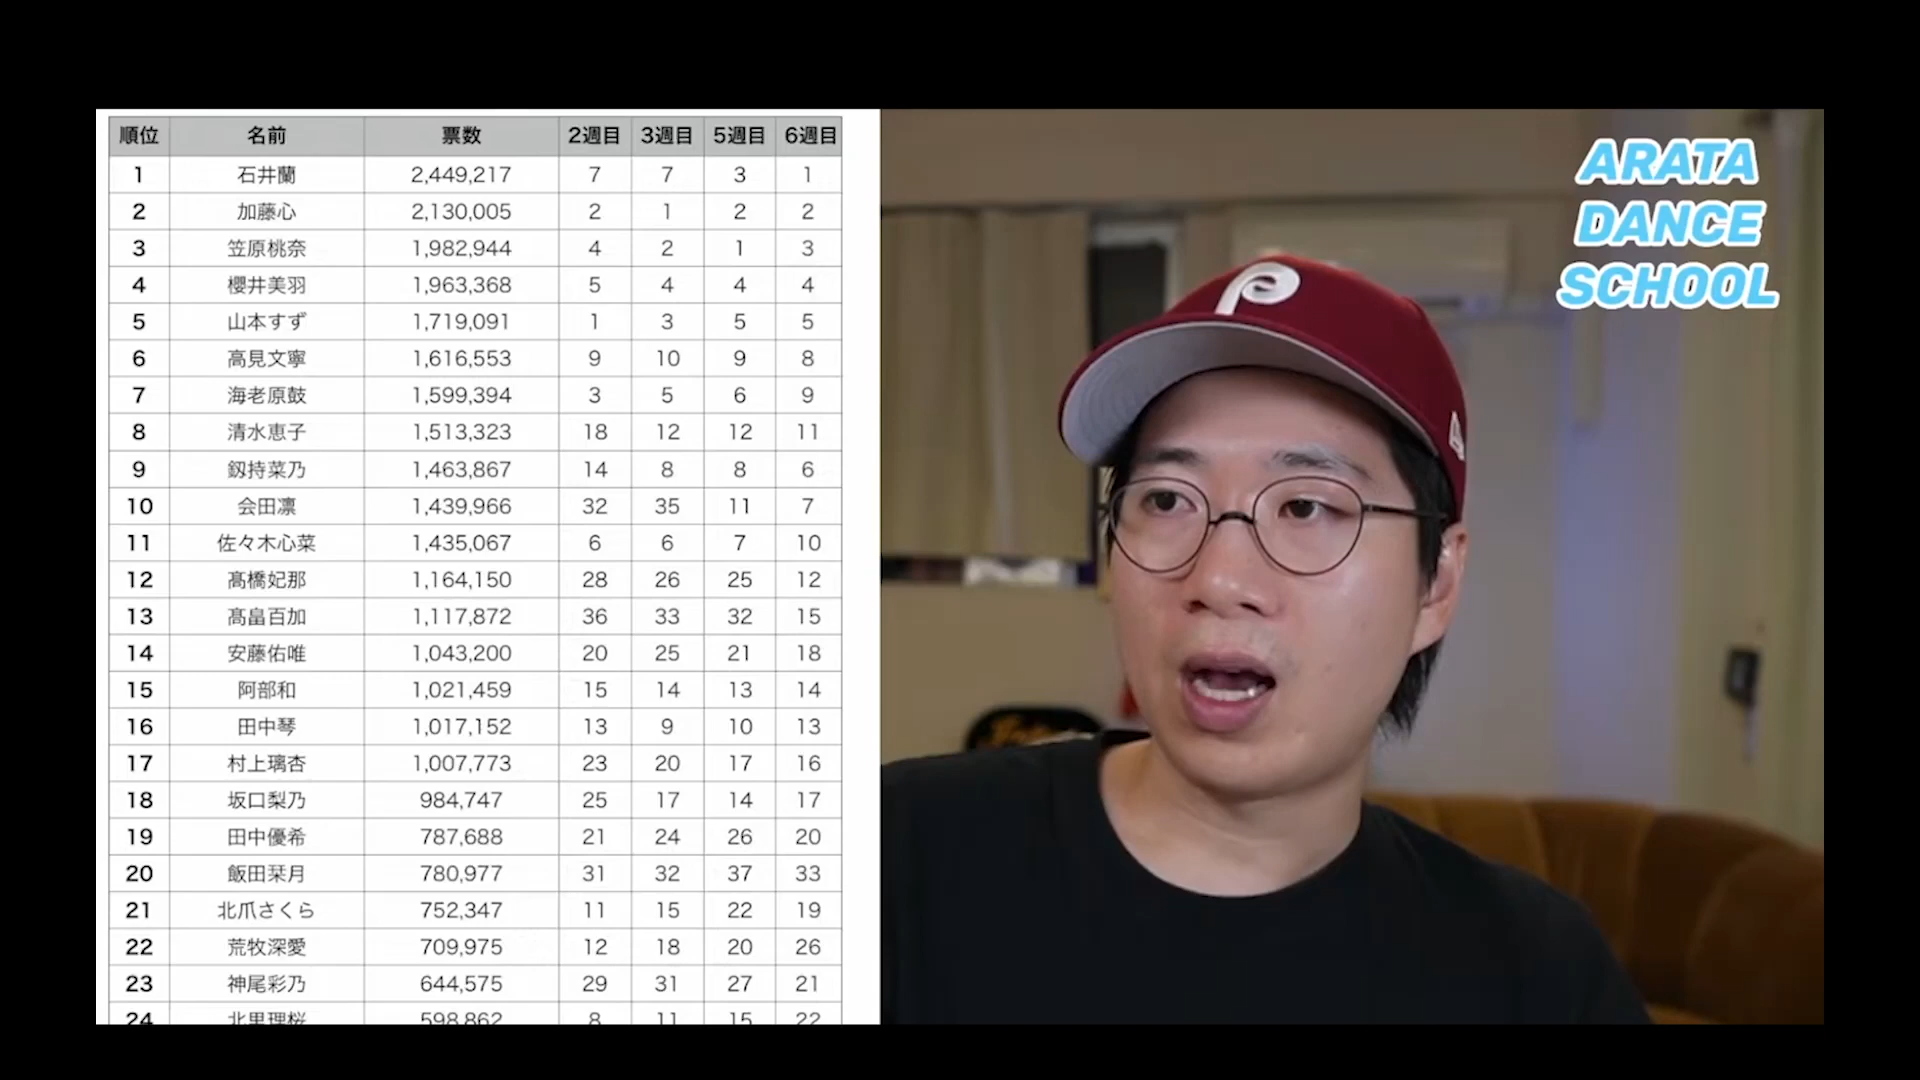 順位 名前 票数 2週目 3週目 5週目 6週目
1 石井蘭 2,449,217 7 7 3 1
2 加藤心 2,130,005 2 1 2 2
3 笠原桃奈 1,982,944 4 2 1 3
4 櫻井美羽 1,963,368 5 4 4 4
5 山本すず 1,719,091 1 3 5 5
6 高見文寧 1,616,553 9 10 9 8
7 海老原鼓 1,599,394 3 5 6 9
8 清水恵子 1,513,323 18 12 12 11
9 釼持菜乃 1,463,867 14 8 8 6
10 会田凛 1,439,966 32 35 11 7
11 佐々木心菜 1,435,067 6 6 7 10
12 髙橋妃那 1,164,150 28 26 25 12
13 髙畠百加 1,117,872 36 33 32 15
14 安藤佑唯 1,043,200 20 25 21 18
15 阿部和 1,021,459 15 14 13 14
16 田中琴 1,017,152 13 9 10 13
17 村上璃杏 1,007,773 23 20 17 16
18 坂口梨乃 984,747 25 17 14 17
19 田中優希 787,688 21 24 26 20
20 飯田栞月 780,977 31 32 37 33
21 北爪さくら 752,347 11 15 22 19
22 荒牧深愛 709,975 12 18 20 26
23 神尾彩乃 644,575 29 31 27 21
24 北里理桜 598,862 8 11 15 22
ARATA
DANCE
SCHOOL
P